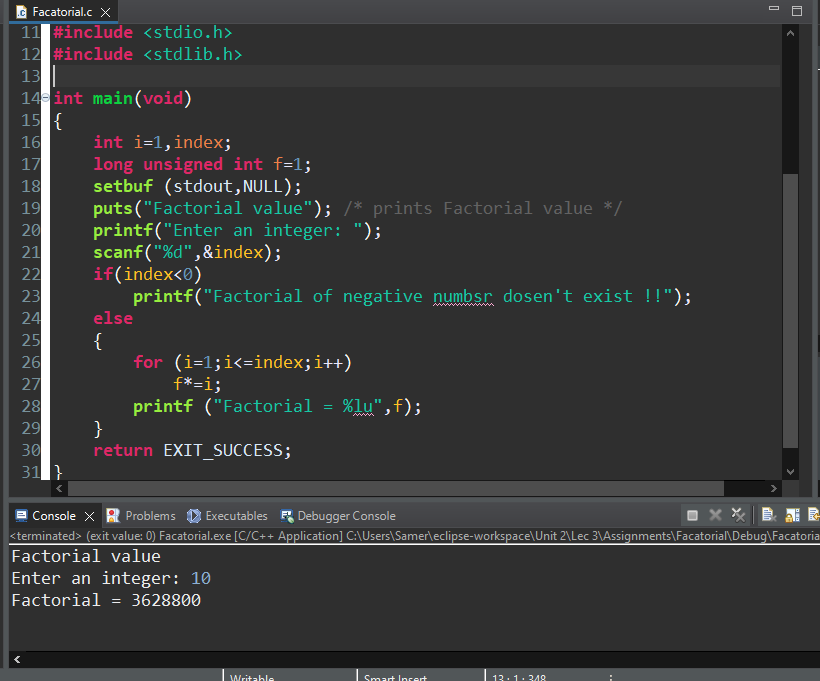 Facatorial.c
11 #include <stdio.h>
12 #include <stdlib.h>
13
14 int main(void)
15 {
16 int i=1,index;
17 long unsigned int f=1;
18 setbuf (stdout,NULL);
19 puts("Factorial value"); /* prints Factorial value */
20 printf("Enter an integer: ");
21 scanf("%d",&index);
22 if(index<0)
23 printf("Factorial of negative numbsr dosen't exist !!");
24 else
25 {
26 for (i=1;i<=index;i++)
27 f*=i;
28 printf ("Factorial = %lu",f);
29 }
30 return EXIT_SUCCESS;
31 }
Console Problems Executables Debugger Console
<terminated> (exit value: 0) Facatorial.exe [C/C++ Application] C:\Users\Samer\eclipse-workspace\Unit 2\Lec 3\Assignments\Facatorial\Debug\Facatoria
Factorial value
Enter an integer: 10
Factorial = 3628800
Writable Smart Insert 13 : 1 : 348